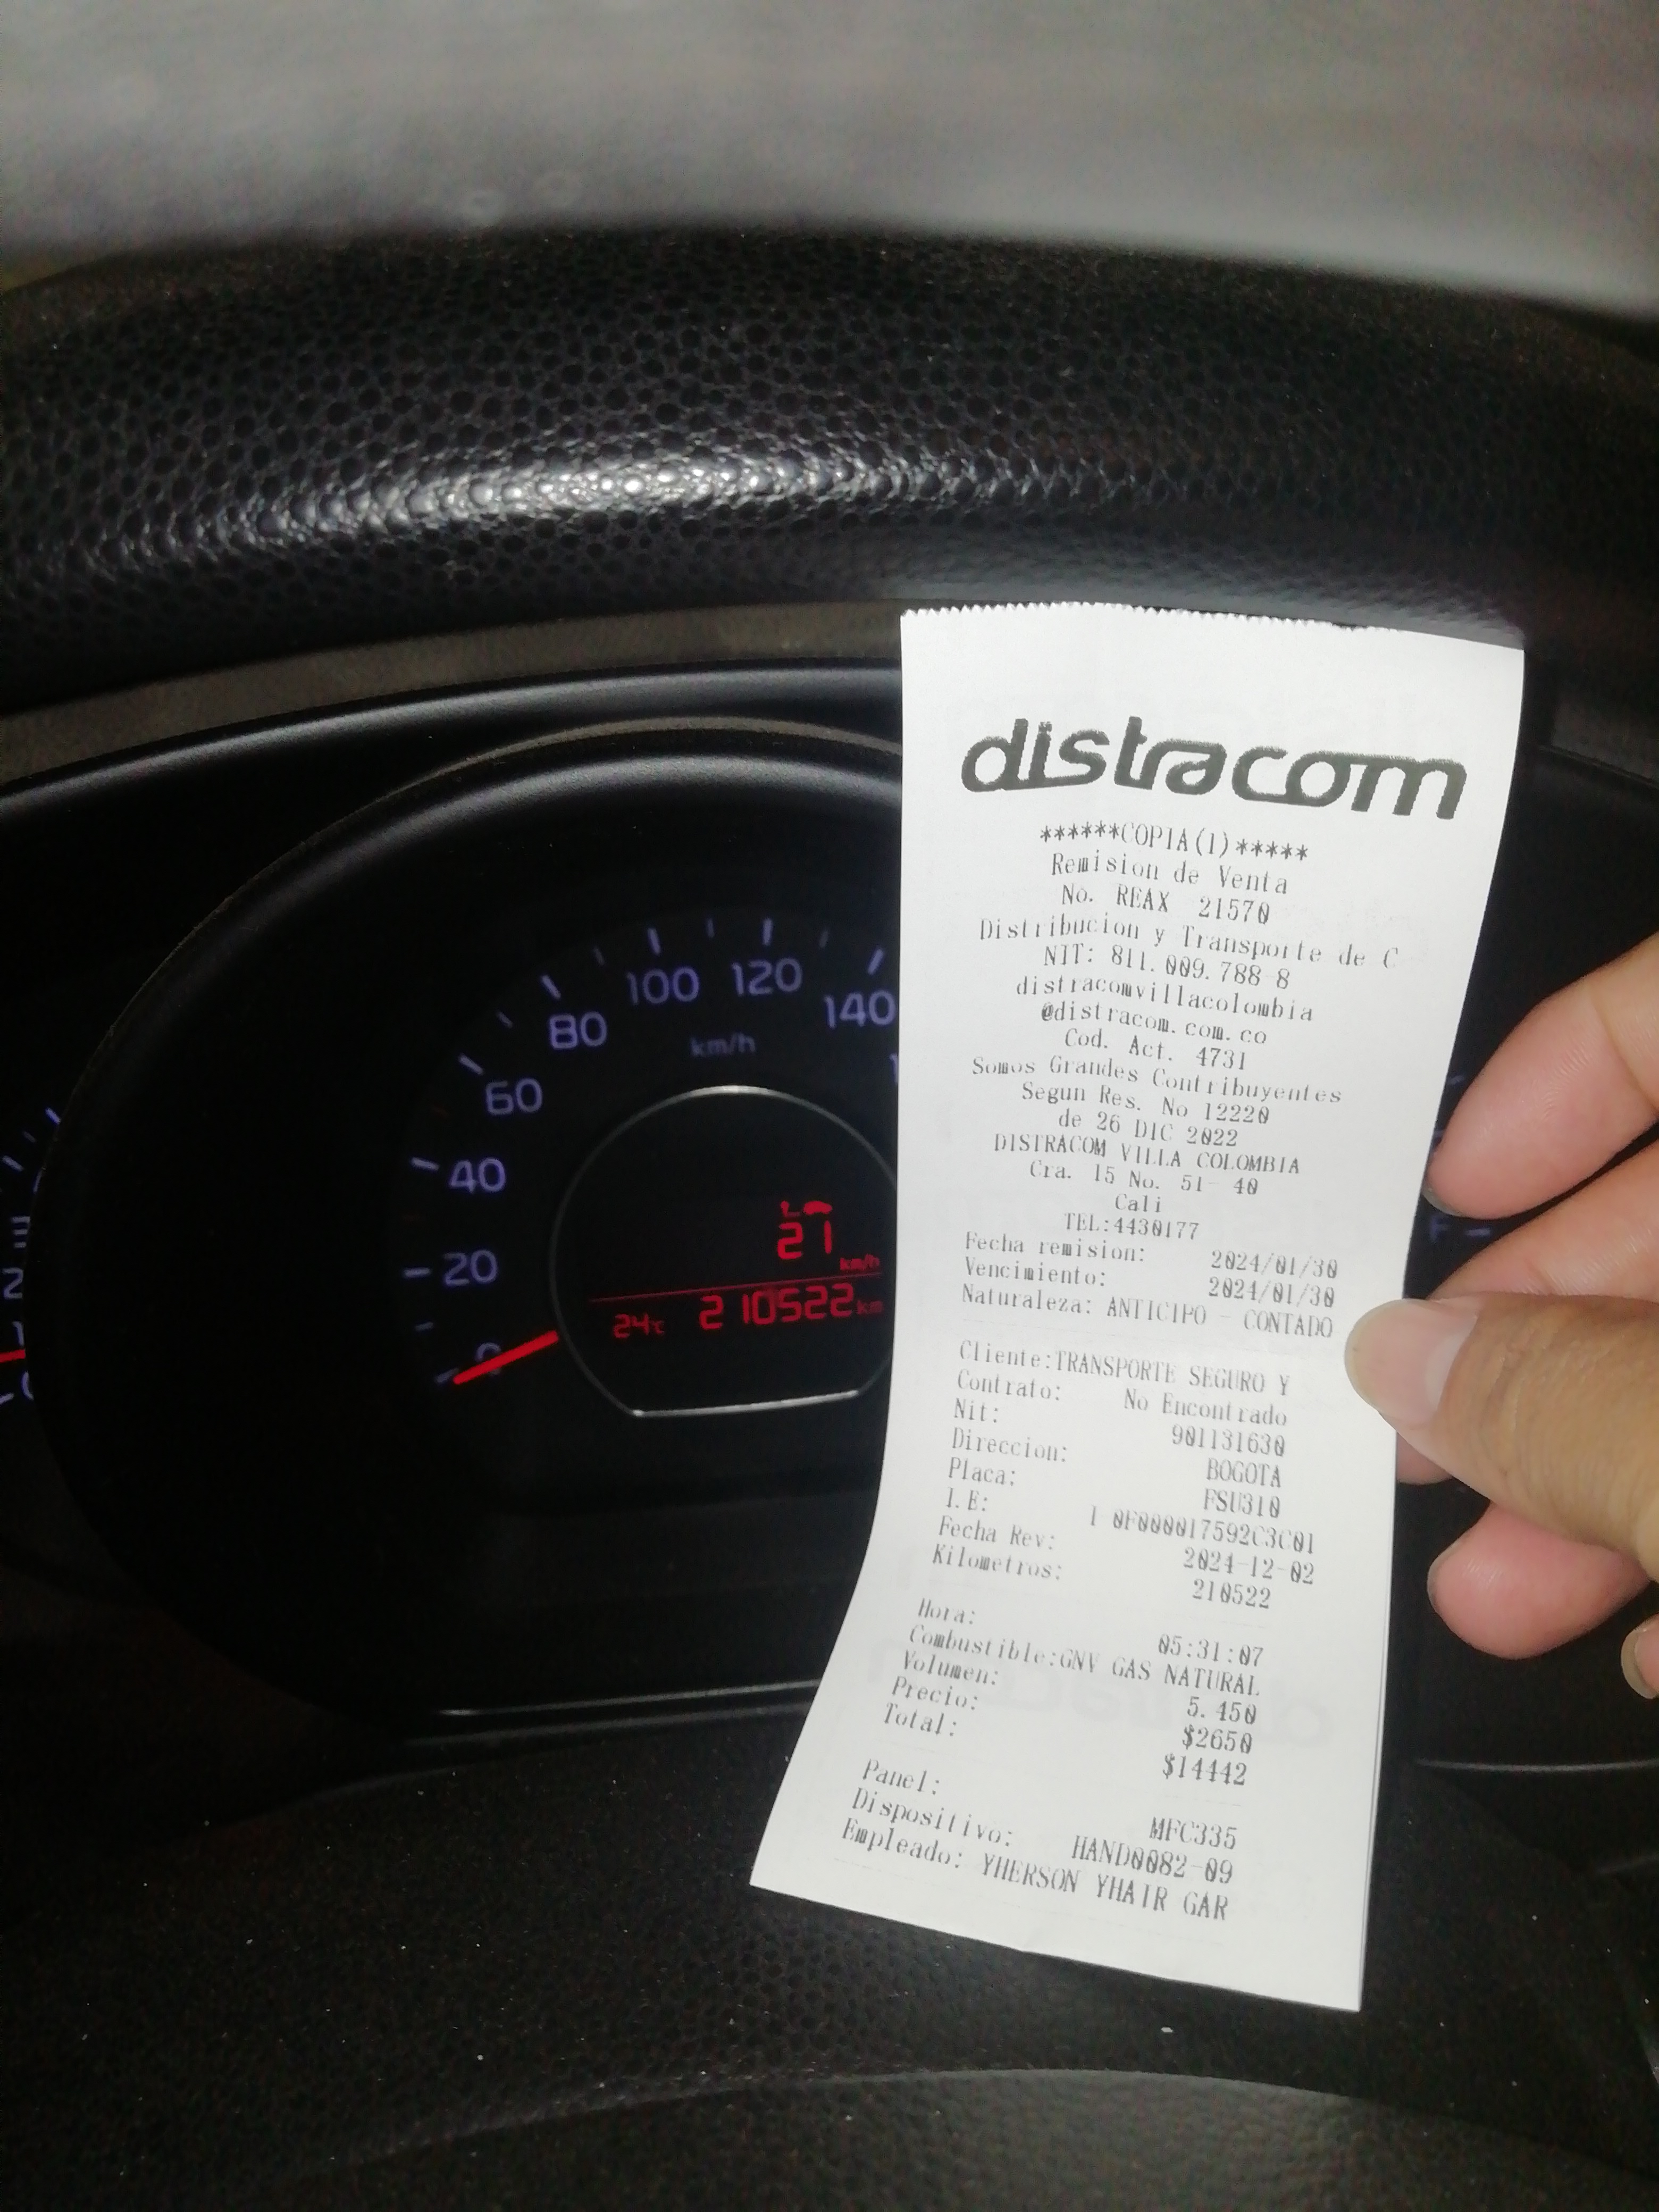 distracom
******COPIA(1)*****
Remision de Venta
No. REAX 21570
Distribucion y Transporte de C
NIT: 811.009.788-8
distracomvillacolombia
@distracom.com.co
Cod. Act. 4731
Somos Grandes Contribuyentes
Segun Res. No 12220
de 26 DIC 2022
DISTRACOM VILLA COLOMBIA
Cra. 15 No. 51- 40
Cali
TEL:4430177
Fecha remision: 2024/01/30
Vencimiento: 2024/01/30
Naturaleza: ANTICIPO - CONTADO
Cliente:TRANSPORTE SEGURO Y
Contrato: No Encontrado
Nit: 901131630
Direccion: BOGOTA
Placa: FSU310
I.E: 1 0F000017592C3C01
Fecha Rev: 2024-12-02
Kilometros: 210522
Hora: 05:31:07
Combustible:GNV GAS NATURAL
Volumen: 5.450
Precio: $2650
Total: $14442
Panel: MFC335
Dispositivo: HAND0082-09
Empleado: YHERSON YHAIR GAR
0
20
40
60
80
100
120
140
km/h
27
km/h
24°C 210522 km
F